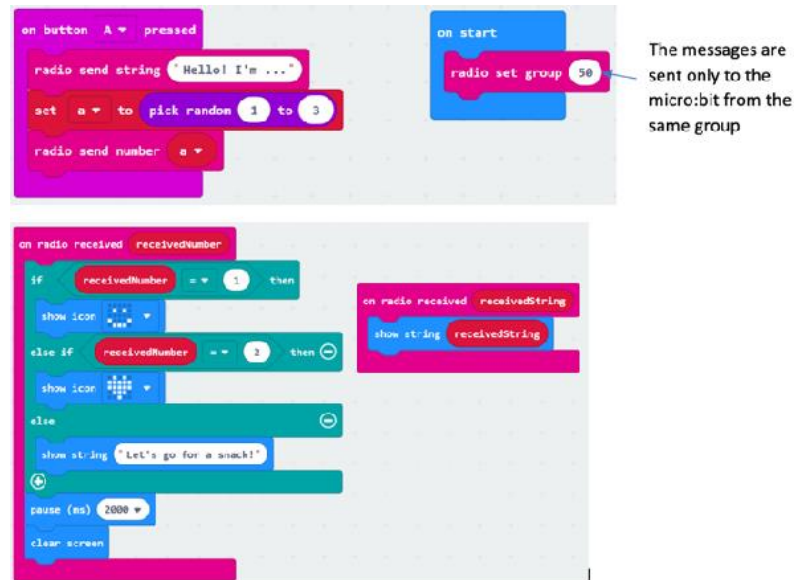 on button A pressed
radio send string "Hello! I'm ..."
set a to pick random 1 to 3
radio send number a
on start
radio set group 50
The messages are
sent only to the
micro:bit from the
same group
on radio received receivedNumber
if receivedNumber = 1 then
show icon
else if receivedNumber = 2 then
show icon
else
show string "Let's go for a snack!"
pause (ms) 2000
clear screen
on radio received receivedString
show string receivedString